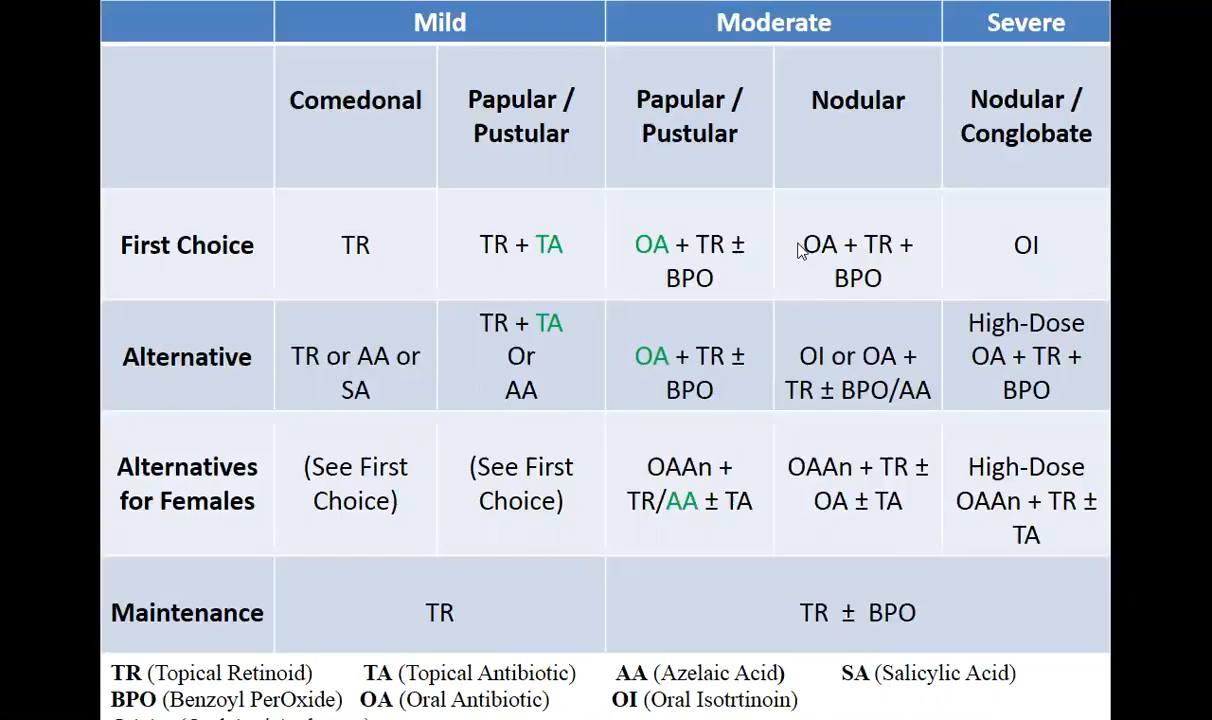 Mild Moderate Severe
Comedonal
Papular /
Pustular
Papular /
Pustular
Nodular
Nodular /
Conglobate
First Choice
TR
TR + TA
OA + TR ±
BPO
OA + TR +
BPO
OI
Alternative
TR or AA or
SA
TR + TA
Or
AA
OA + TR ±
BPO
OI or OA +
TR ± BPO/AA
High-Dose
OA + TR +
BPO
Alternatives
for Females
(See First
Choice)
(See First
Choice)
OAAn +
TR/AA ± TA
OAAn + TR ±
OA ± TA
High-Dose
OAAn + TR ±
TA
Maintenance
TR
TR ± BPO
TR (Topical Retinoid) TA (Topical Antibiotic) AA (Azelaic Acid) SA (Salicylic Acid)
BPO (Benzoyl PerOxide) OA (Oral Antibiotic) OI (Oral Isotrtinoin)